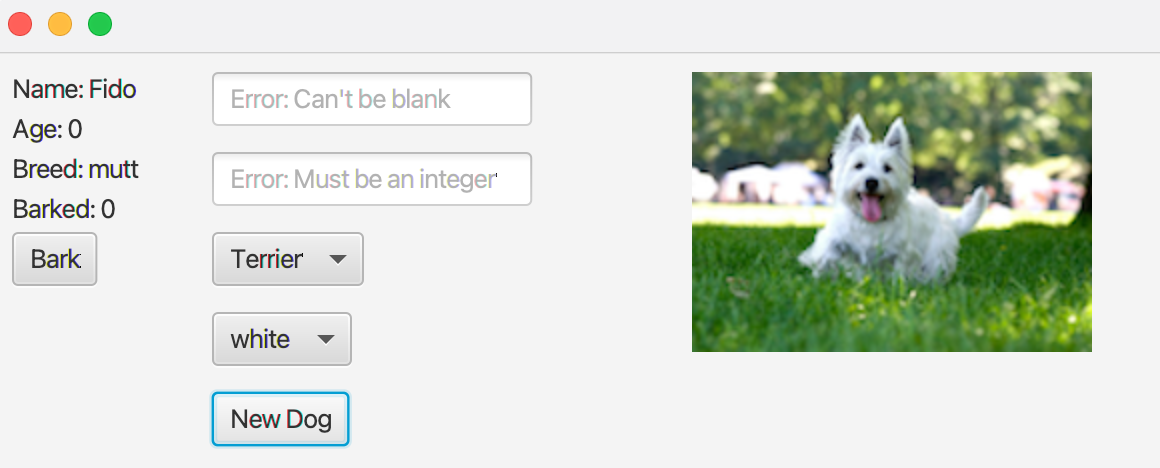 Name: Fido
Age: 0
Breed: mutt
Barked: 0
Bark
Error: Can't be blank
Error: Must be an integer
Terrier
white
New Dog